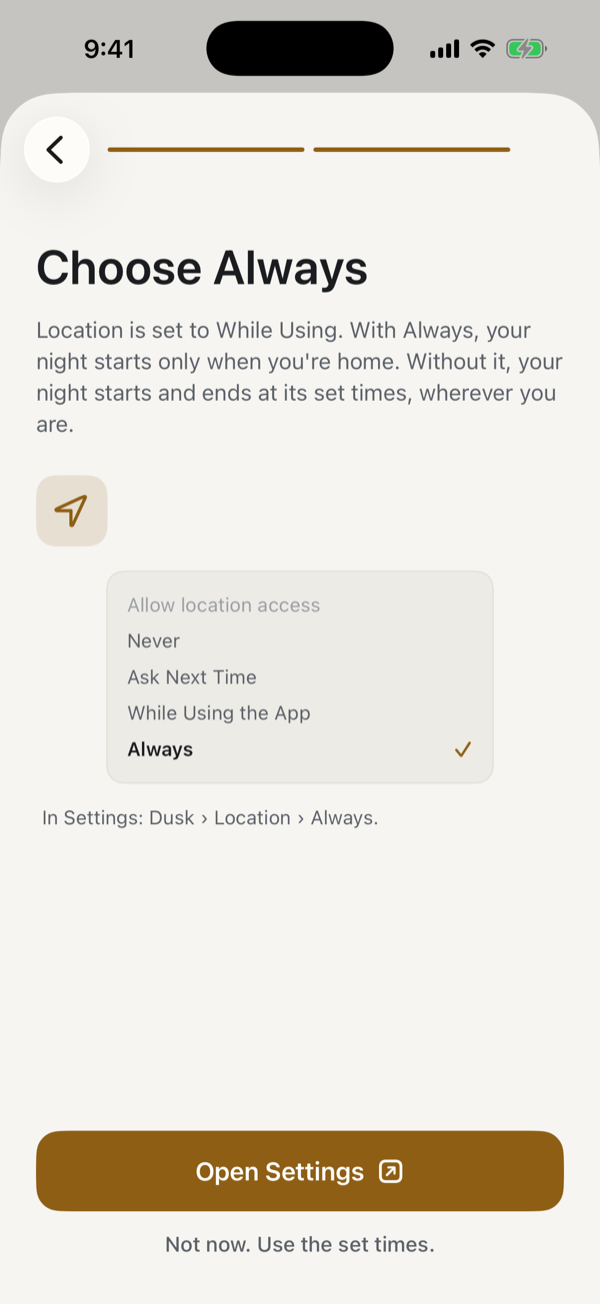 9:41
Choose Always
Location is set to While Using. With Always, your
night starts only when you're home. Without it, your
night starts and ends at its set times, wherever you
are.
Allow location access
Never
Ask Next Time
While Using the App
Always
In Settings: Dusk › Location › Always.
Open Settings
Not now. Use the set times.